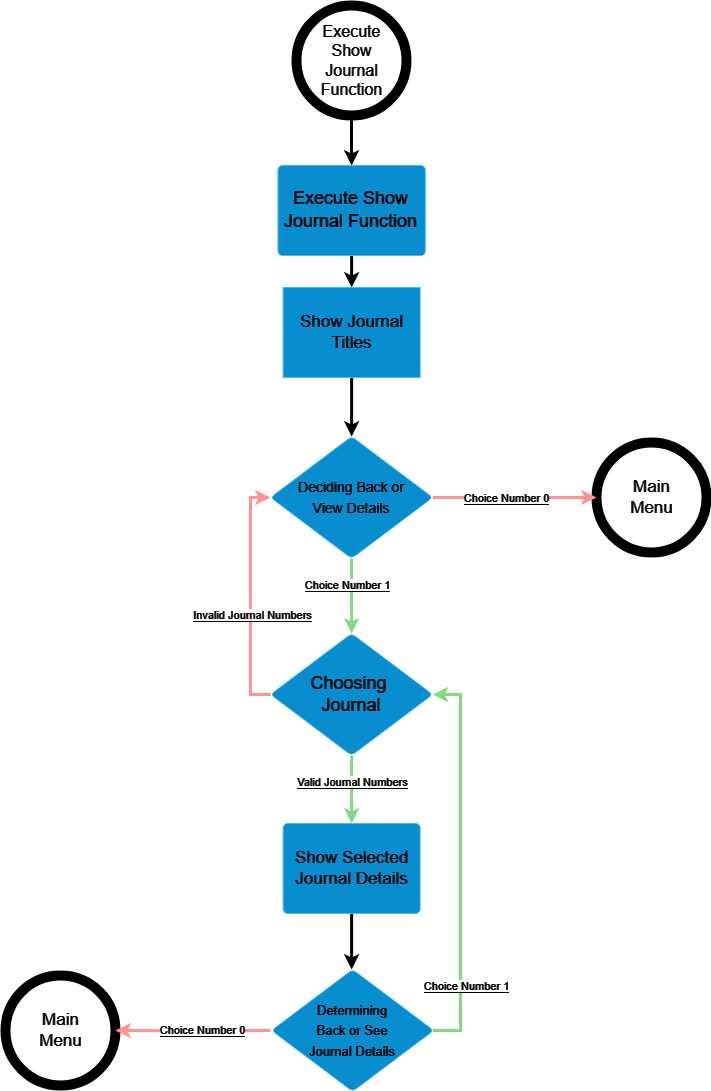 Execute
Show
Journal
Function
Execute Show
Journal Function
Show Journal
Titles
Deciding Back or
View Details
Choice Number 0
Main
Menu
Choice Number 1
Invalid Journal Numbers
Choosing
Journal
Valid Journal Numbers
Show Selected
Journal Details
Choice Number 1
Determining
Back or See
Journal Details
Choice Number 0
Main
Menu